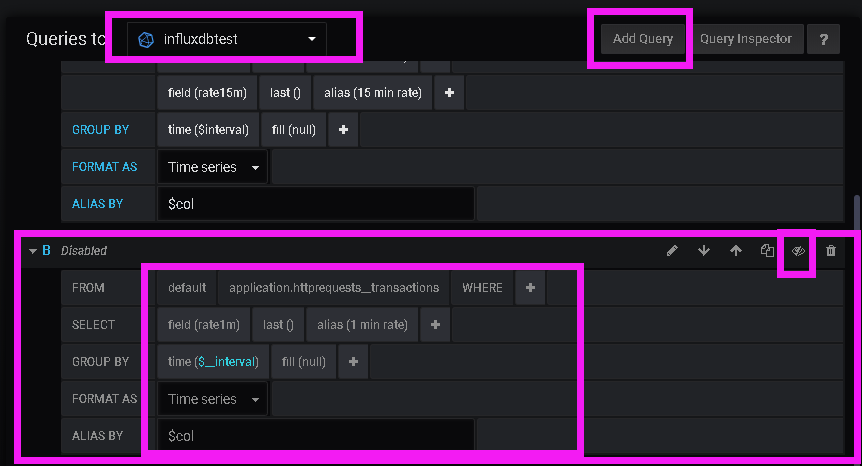 Queries to influxdbtest Add Query Query Inspector ?
field (rate15m) last () alias (15 min rate) +
GROUP BY time ($interval) fill (null) +
FORMAT AS Time series
ALIAS BY $col
B Disabled
FROM default application.httprequests__transactions WHERE +
SELECT field (rate1m) last () alias (1 min rate) +
GROUP BY time ($__interval) fill (null) +
FORMAT AS Time series
ALIAS BY $col